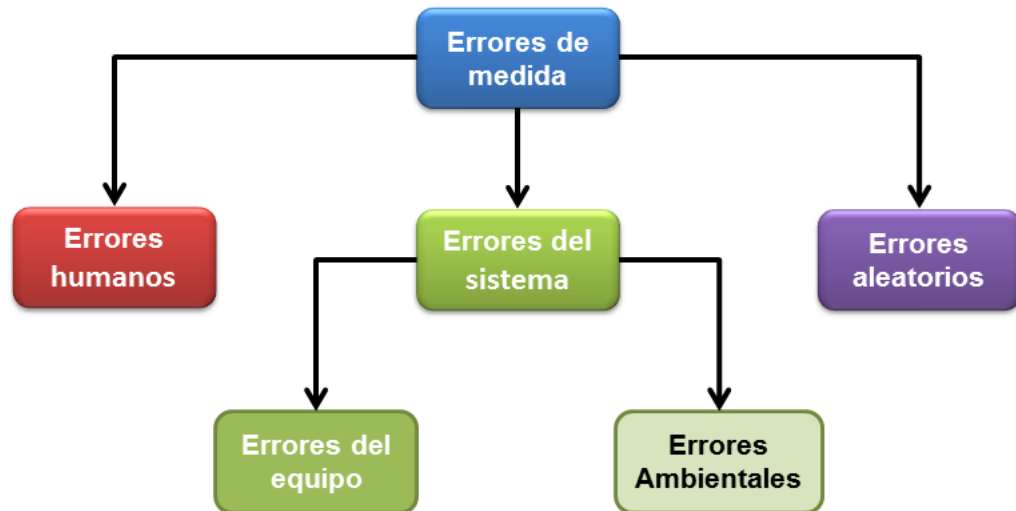 Errores de
medida
Errores
humanos
Errores del
sistema
Errores
aleatorios
Errores del
equipo
Errores
Ambientales